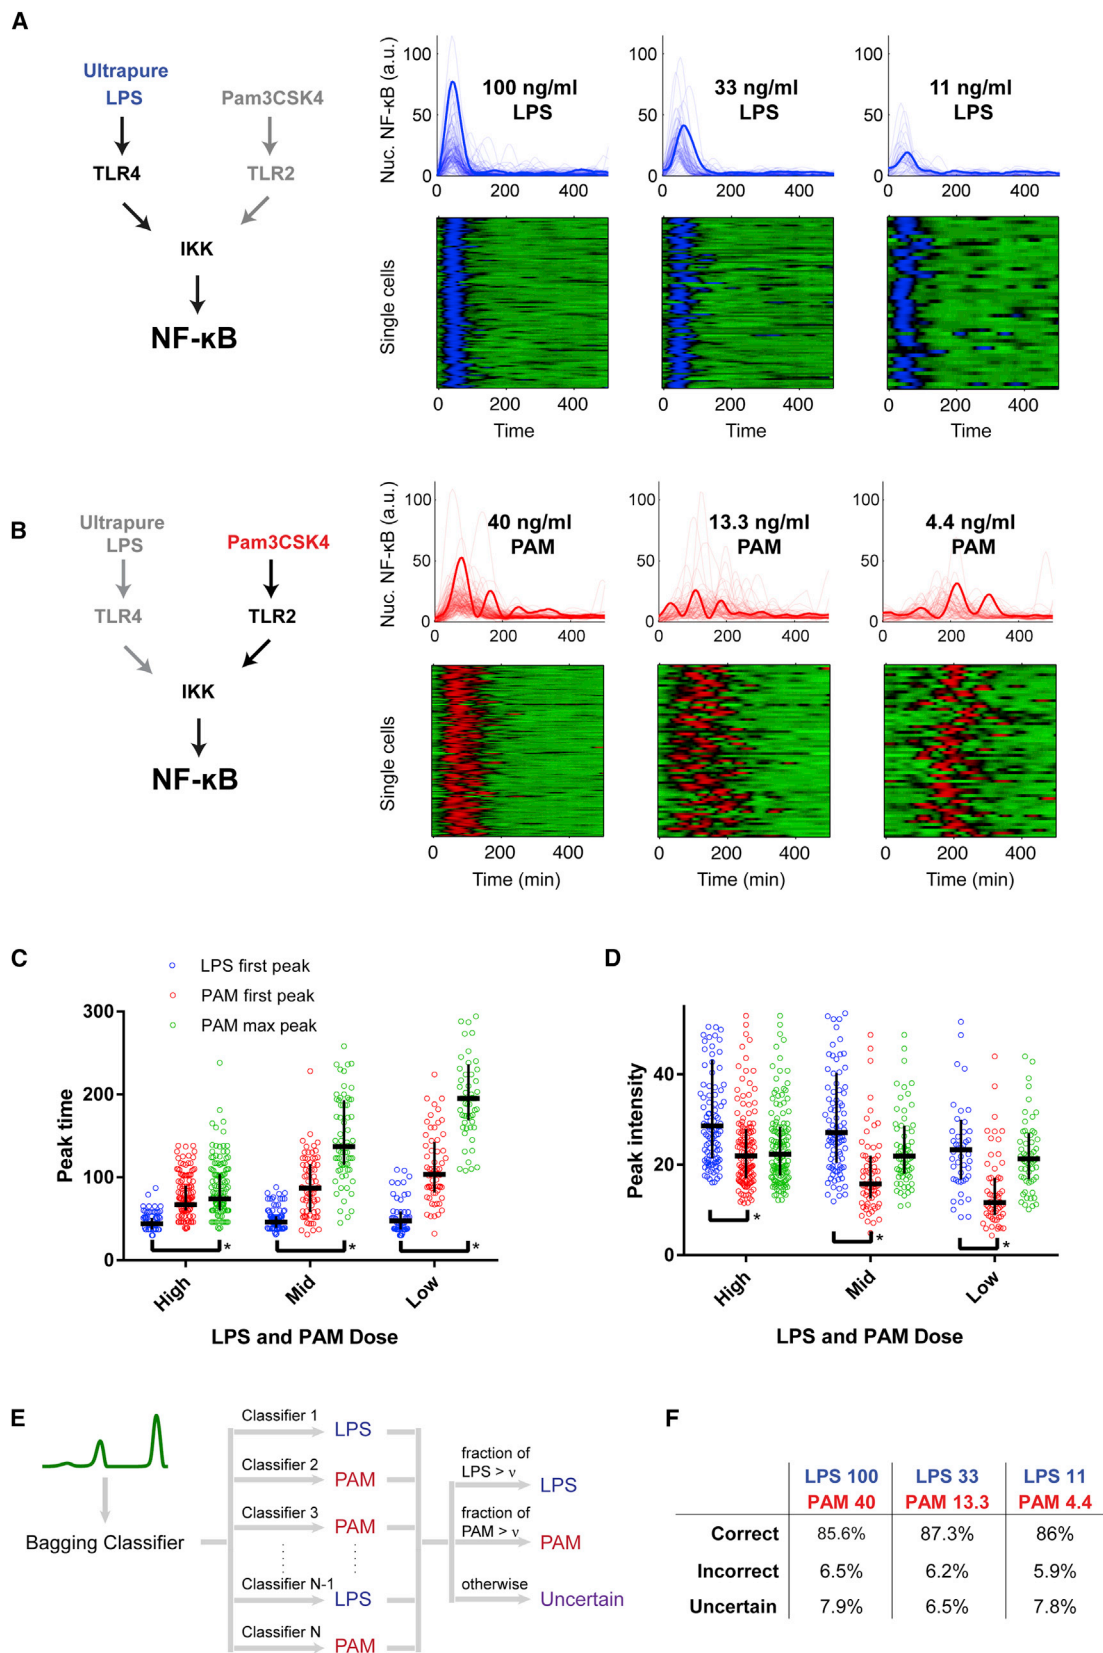 A
Ultrapure
LPS
Pam3CSK4
TLR4
TLR2
IKK
NF-κB
Nuc. NF-κB (a.u.)
100
50
0
200
400
100 ng/ml
LPS
100
50
0
200
400
33 ng/ml
LPS
100
50
0
200
400
11 ng/ml
LPS
Single cells
0
200
400
Time
0
200
400
Time
0
200
400
Time
B
Ultrapure
LPS
Pam3CSK4
TLR4
TLR2
IKK
NF-κB
Nuc. NF-κB (a.u.)
100
50
0
0
200
400
40 ng/ml
PAM
100
50
0
0
200
400
13.3 ng/ml
PAM
100
50
0
0
200
400
4.4 ng/ml
PAM
Single cells
0
200
400
Time (min)
0
200
400
Time (min)
0
200
400
Time (min)
C
LPS first peak
PAM first peak
PAM max peak
Peak time
300
200
100
0
*
*
*
High
Mid
Low
LPS and PAM Dose
D
Peak intensity
40
20
0
*
*
*
High
Mid
Low
LPS and PAM Dose
E
Bagging Classifier
Classifier 1
LPS
Classifier 2
PAM
Classifier 3
PAM
Classifier N-1
LPS
Classifier N
PAM
fraction of
LPS > ν
LPS
fraction of
PAM > ν
PAM
otherwise
Uncertain
F
LPS 100 LPS 33 LPS 11
PAM 40 PAM 13.3 PAM 4.4
Correct 85.6% 87.3% 86%
Incorrect 6.5% 6.2% 5.9%
Uncertain 7.9% 6.5% 7.8%